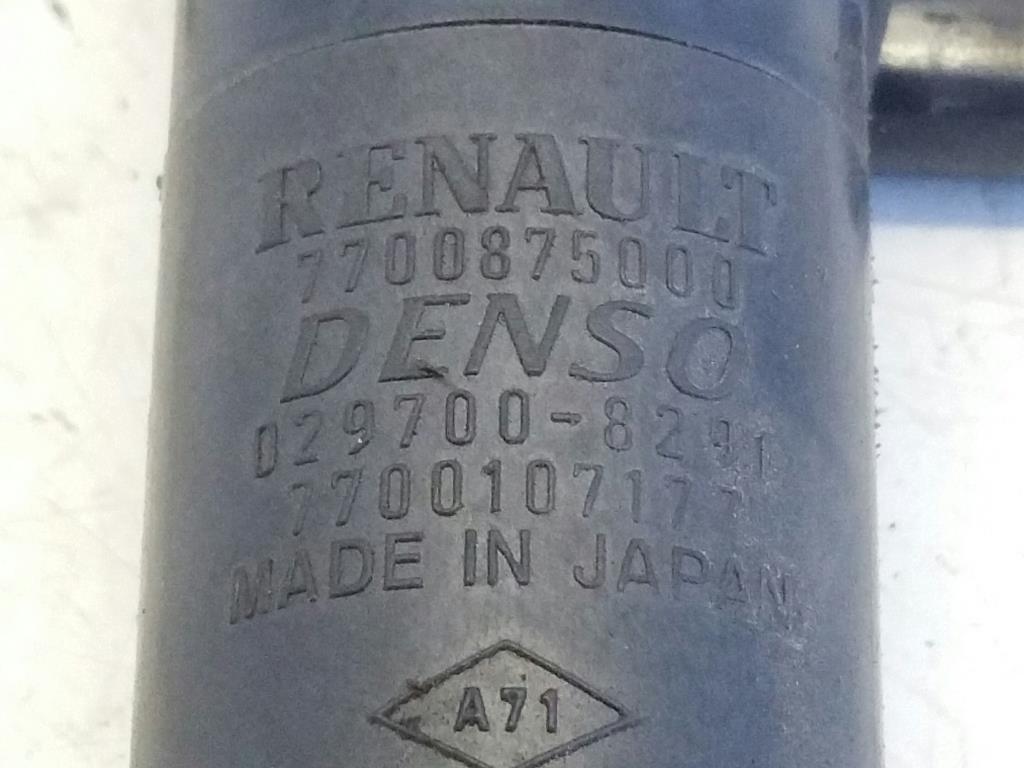 RENAULT
7700875000
DENSO
029700-8291
7700107177
MADE IN JAPAN
A71